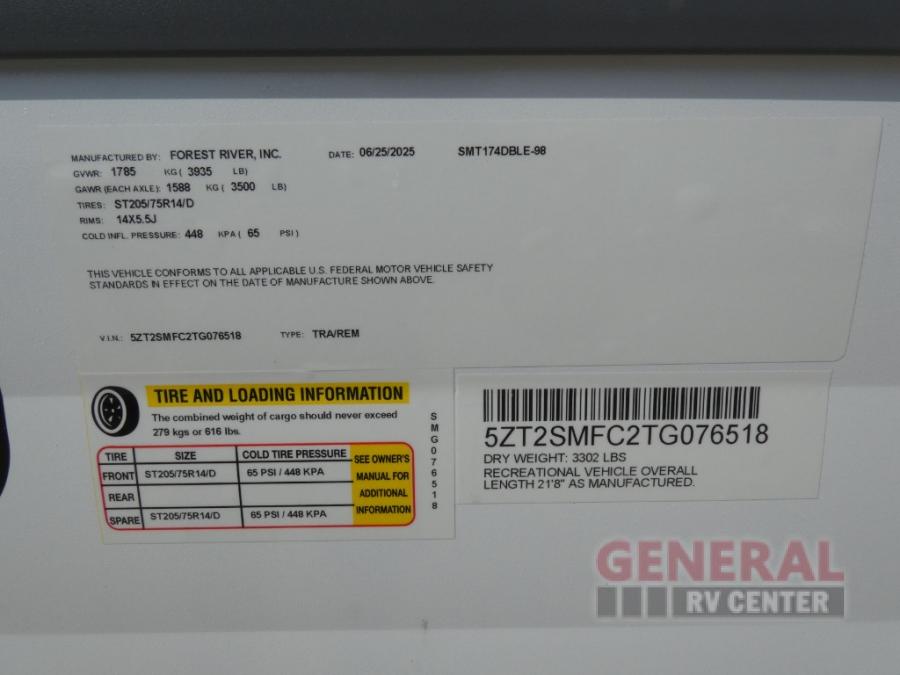 MANUFACTURED BY: FOREST RIVER, INC. DATE: 06/25/2025 SMT174DBLE-98
GVWR: 1785 KG ( 3935 LB)
GAWR (EACH AXLE): 1588 KG ( 3500 LB)
TIRES: ST205/75R14/D
RIMS: 14X5.5J
COLD INFL. PRESSURE: 448 KPA ( 65 PSI )
THIS VEHICLE CONFORMS TO ALL APPLICABLE U.S. FEDERAL MOTOR VEHICLE SAFETY
STANDARDS IN EFFECT ON THE DATE OF MANUFACTURE SHOWN ABOVE.
V.I.N.: 5ZT2SMFC2TG076518 TYPE: TRA/REM
TIRE AND LOADING INFORMATION
The combined weight of cargo should never exceed
279 kgs or 616 lbs.
TIRE SIZE COLD TIRE PRESSURE SEE OWNER'S
FRONT ST205/75R14/D 65 PSI / 448 KPA MANUAL FOR
REAR ADDITIONAL
SPARE ST205/75R14/D 65 PSI / 448 KPA INFORMATION
SMG076518
5ZT2SMFC2TG076518
DRY WEIGHT: 3302 LBS
RECREATIONAL VEHICLE OVERALL
LENGTH 21'8" AS MANUFACTURED.
GENERAL
RV CENTER